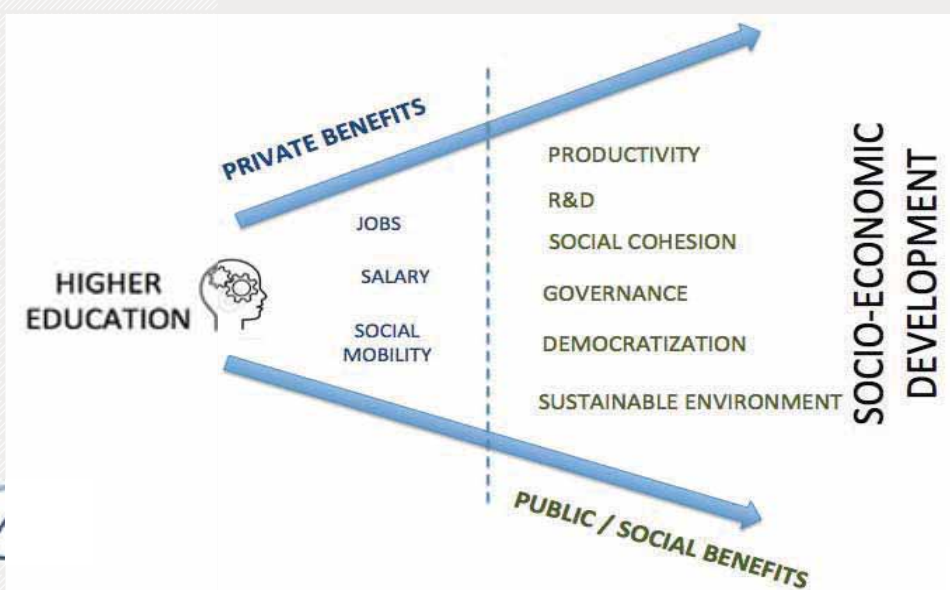 PRIVATE BENEFITS
JOBS
SALARY
SOCIAL
MOBILITY
HIGHER
EDUCATION
PRODUCTIVITY
R&D
SOCIAL COHESION
GOVERNANCE
DEMOCRATIZATION
SUSTAINABLE ENVIRONMENT
PUBLIC / SOCIAL BENEFITS
SOCIO-ECONOMIC
DEVELOPMENT